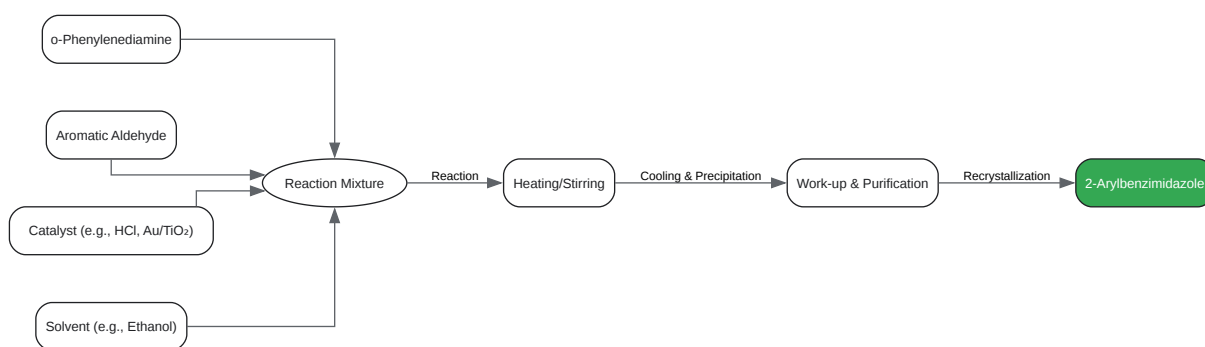 o-Phenylenediamine
Aromatic Aldehyde
Catalyst (e.g., HCl, Au/TiO₂)
Solvent (e.g., Ethanol)
Reaction Mixture
Reaction
Heating/Stirring
Cooling & Precipitation
Work-up & Purification
Recrystallization
2-Arylbenzimidazole